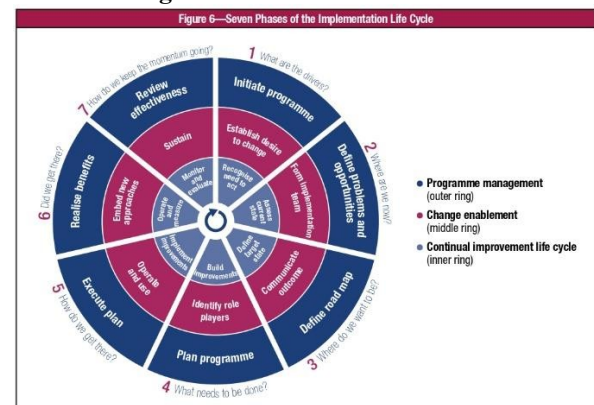 Figure 6—Seven Phases of the Implementation Life Cycle
1 What are the drivers?
Initiate programme
Establish desire
to change
Recognise
need to
act
2 Where are we now?
Define problems and
opportunities
Form implementation
team
Assess
current
state
3 Where do we want to be?
Define road map
Communicate
outcome
Define
target
state
4 What needs to be done?
Plan programme
Identify role
players
Build
improvements
5 How do we get there?
Execute plan
Operate
and use
Implement
improvements
6 Did we get there?
Realise benefits
Embed new
approaches
Operate
and
measure
7 How do we keep the momentum going?
Review
effectiveness
Sustain
Monitor
and
evaluate
Programme management
(outer ring)
Change enablement
(middle ring)
Continual improvement life cycle
(inner ring)